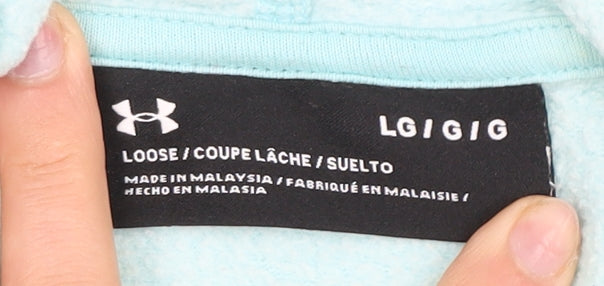 LG / G / G
LOOSE / COUPE LÂCHE / SUELTO
MADE IN MALAYSIA / FABRIQUÉ EN MALAISIE /
HECHO EN MALASIA